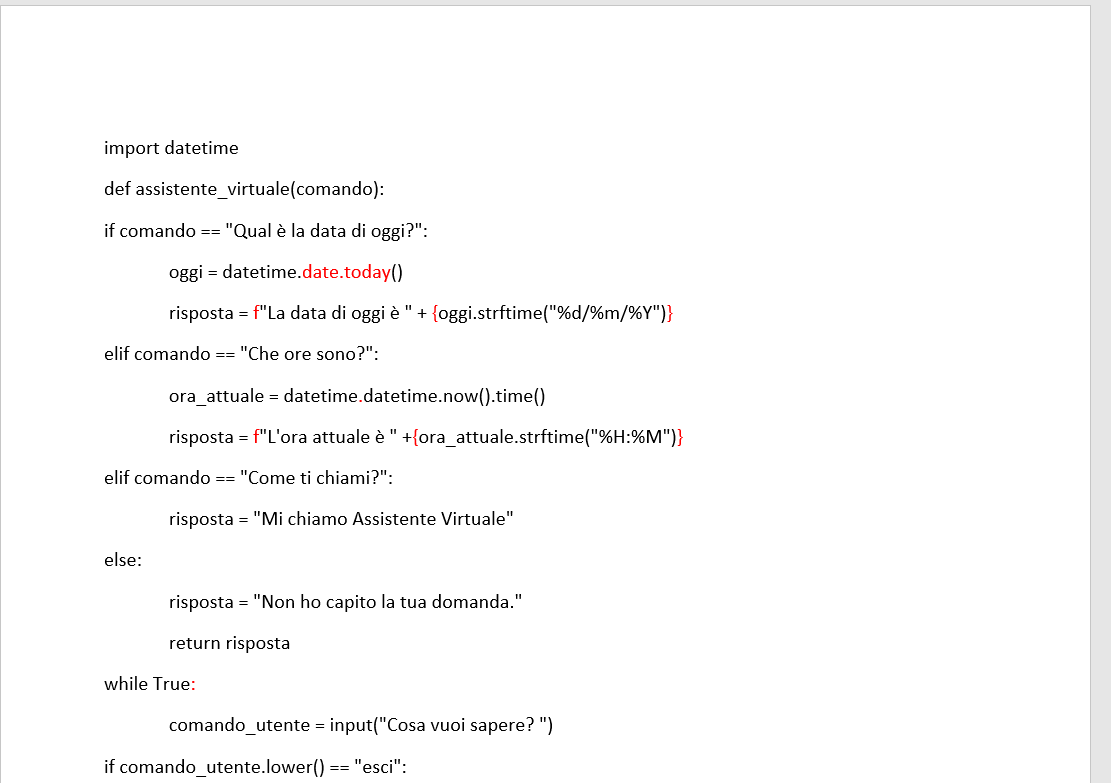 import datetime
def assistente_virtuale(comando):
if comando == "Qual è la data di oggi?":
oggi = datetime.date.today()
risposta = f"La data di oggi è " + {oggi.strftime("%d/%m/%Y")}
elif comando == "Che ore sono?":
ora_attuale = datetime.datetime.now().time()
risposta = f"L'ora attuale è " +{ora_attuale.strftime("%H:%M")}
elif comando == "Come ti chiami?":
risposta = "Mi chiamo Assistente Virtuale"
else:
risposta = "Non ho capito la tua domanda."
return risposta
while True:
comando_utente = input("Cosa vuoi sapere? ")
if comando_utente.lower() == "esci":